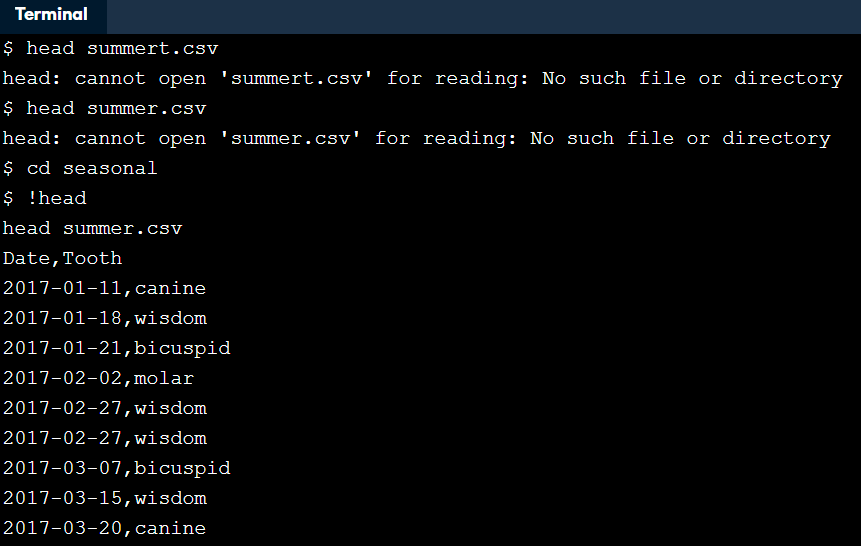 Terminal
$ head summert.csv
head: cannot open 'summert.csv' for reading: No such file or directory
$ head summer.csv
head: cannot open 'summer.csv' for reading: No such file or directory
$ cd seasonal
$ !head
head summer.csv
Date,Tooth
2017-01-11,canine
2017-01-18,wisdom
2017-01-21,bicuspid
2017-02-02,molar
2017-02-27,wisdom
2017-02-27,wisdom
2017-03-07,bicuspid
2017-03-15,wisdom
2017-03-20,canine